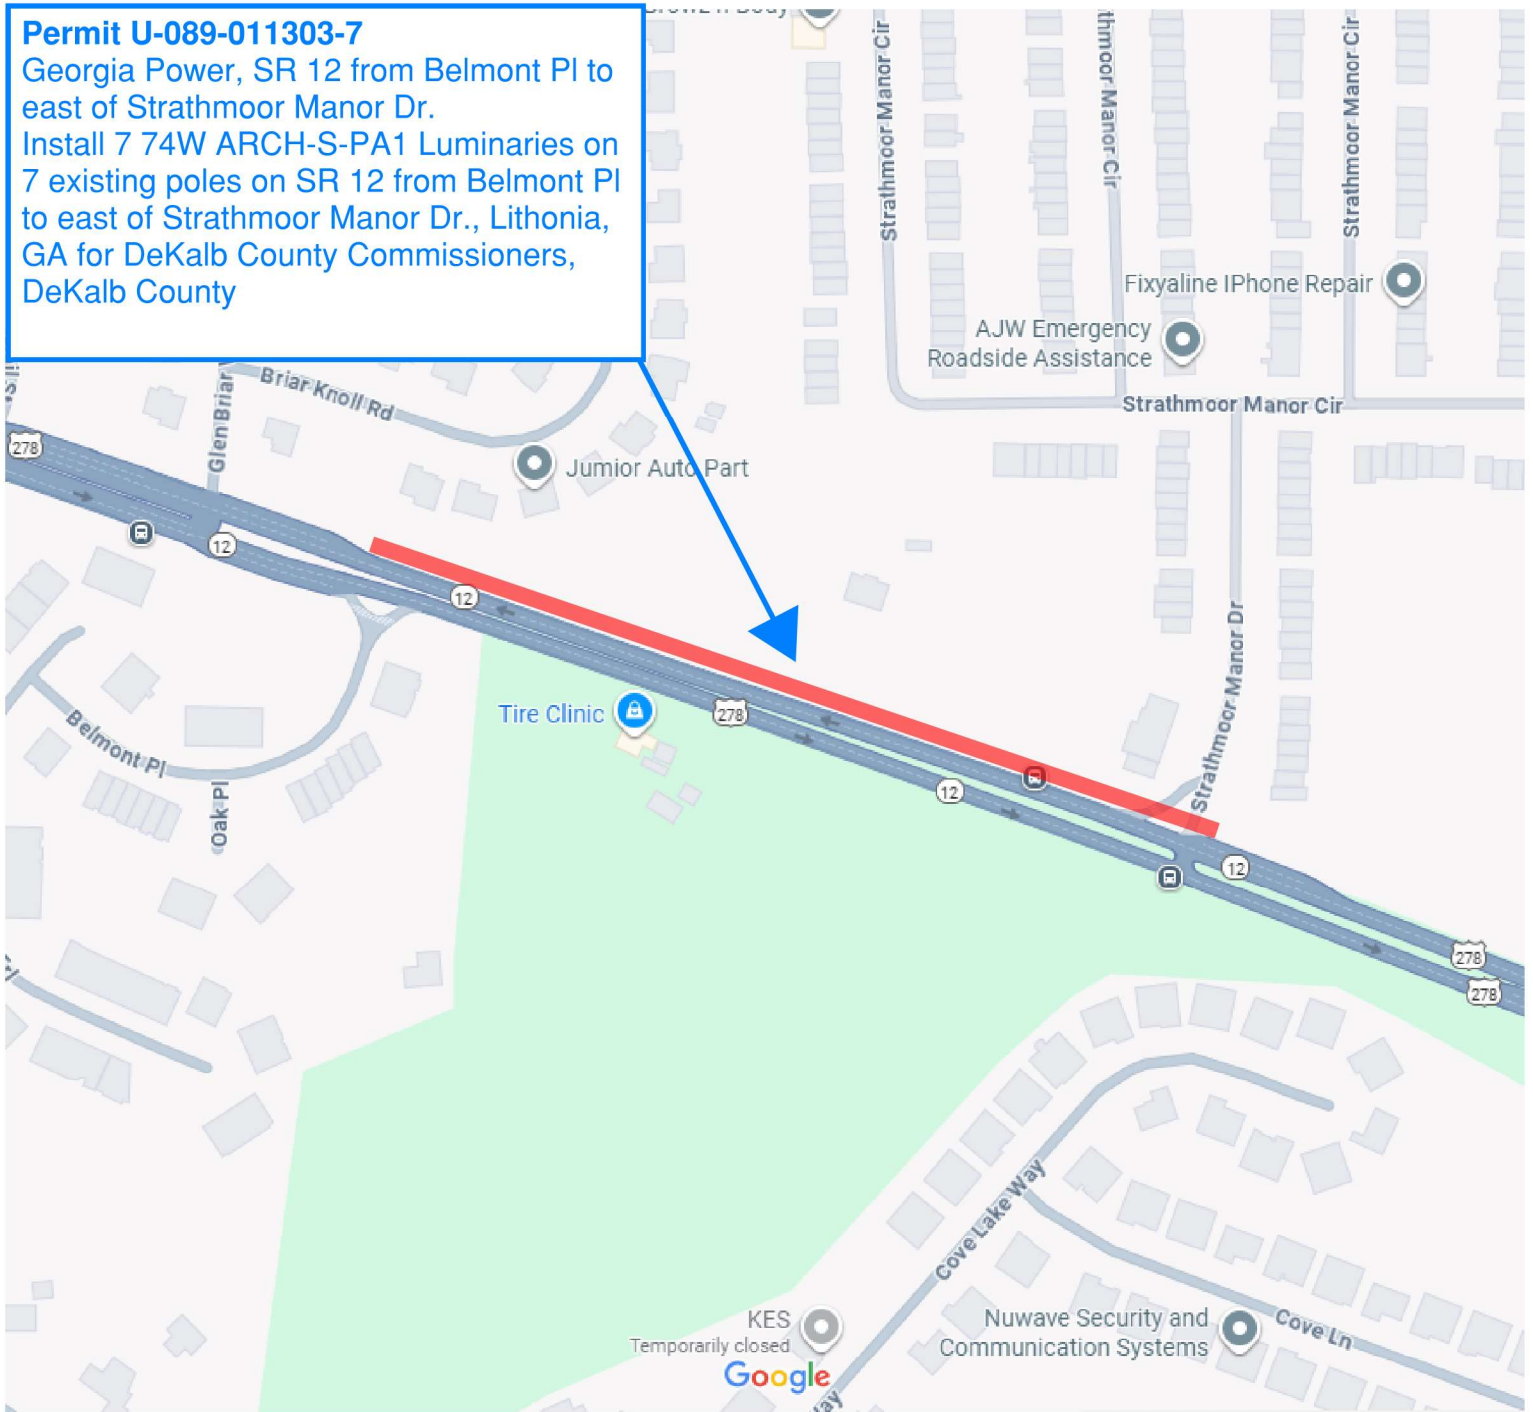 Permit U-089-011303-7
Georgia Power, SR 12 from Belmont Pl to
east of Strathmoor Manor Dr.
Install 7 74W ARCH-S-PA1 Luminaries on
7 existing poles on SR 12 from Belmont Pl
to east of Strathmoor Manor Dr., Lithonia,
GA for DeKalb County Commissioners,
DeKalb County
Strathmoor Manor Cir
Manor Cir
Strathmoor Manor Cir
Fixyaline IPhone Repair
AJW Emergency
Roadside Assistance
Strathmoor Manor Cir
Briar Knoll Rd
Glen Briar
278
Jumior Auto Part
12
12
Strathmoor Manor Dr
Tire Clinic
278
Belmont Pl
12
Oak Pl
12
278
278
Cove Lake Way
KES
Temporarily closed
Nuwave Security and
Communication Systems
Cove Ln
Google